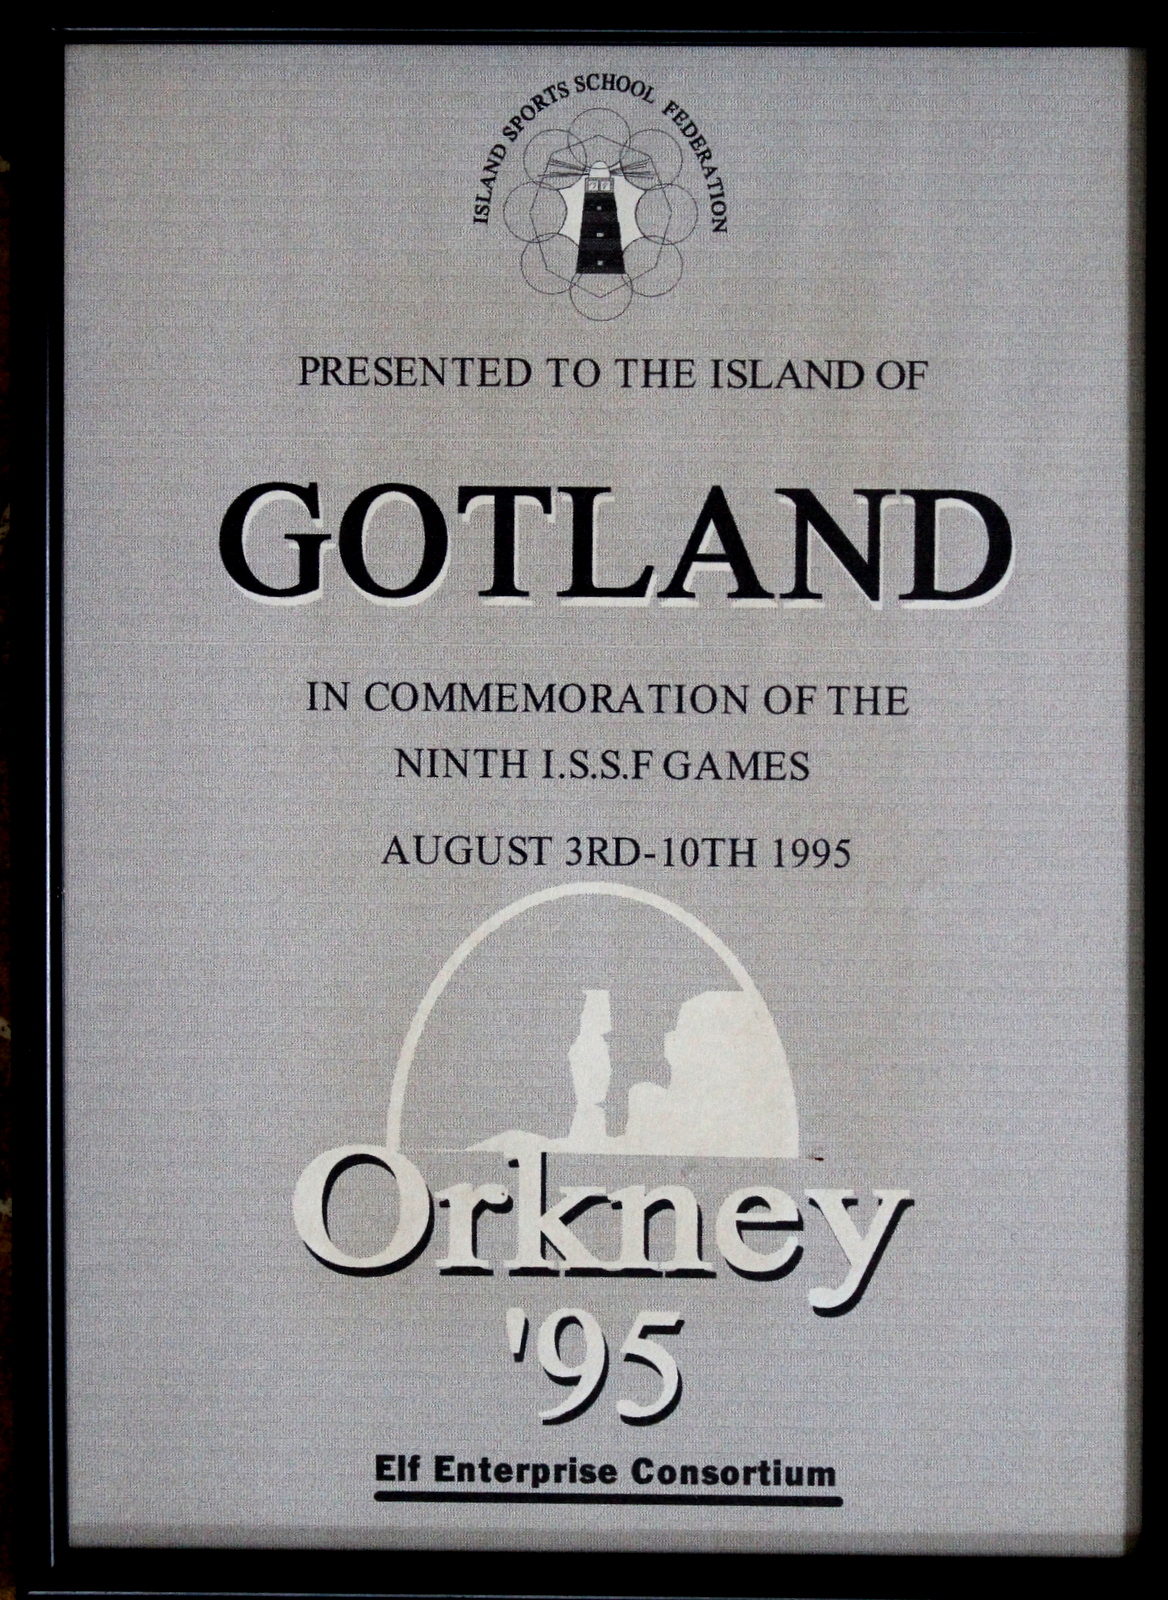 ISLAND SPORTS SCHOOL FEDERATION
PRESENTED TO THE ISLAND OF
GOTLAND
IN COMMEMORATION OF THE
NINTH I.S.S.F GAMES
AUGUST 3RD-10TH 1995
Orkney
'95
Elf Enterprise Consortium